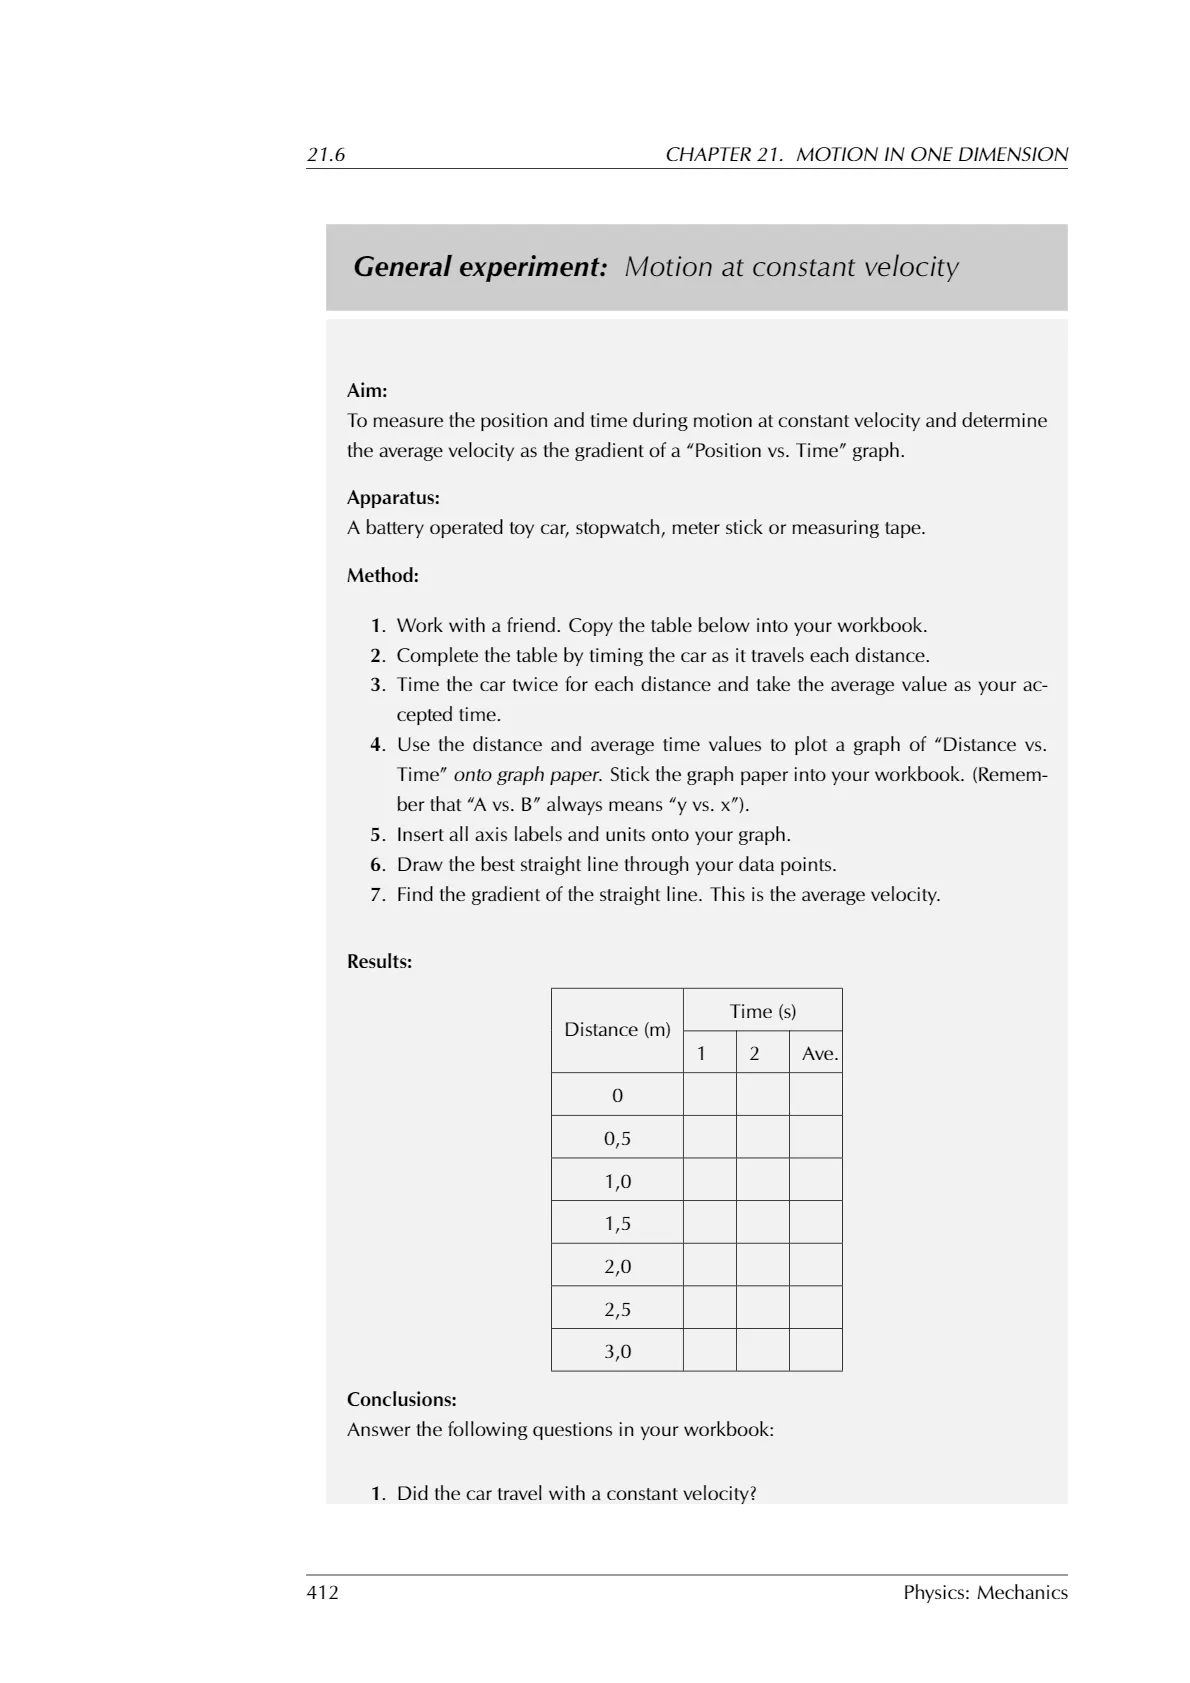 21.6 CHAPTER 21. MOTION IN ONE DIMENSION
General experiment: Motion at constant velocity
Aim:
To measure the position and time during motion at constant velocity and determine
the average velocity as the gradient of a “Position vs. Time” graph.
Apparatus:
A battery operated toy car, stopwatch, meter stick or measuring tape.
Method:
1. Work with a friend. Copy the table below into your workbook.
2. Complete the table by timing the car as it travels each distance.
3. Time the car twice for each distance and take the average value as your ac-
cepted time.
4. Use the distance and average time values to plot a graph of “Distance vs.
Time” onto graph paper. Stick the graph paper into your workbook. (Remem-
ber that “A vs. B” always means “y vs. x”).
5. Insert all axis labels and units onto your graph.
6. Draw the best straight line through your data points.
7. Find the gradient of the straight line. This is the average velocity.
Results:
Time (s)
Distance (m)
1 2 Ave.
0
0,5
1,0
1,5
2,0
2,5
3,0
Conclusions:
Answer the following questions in your workbook:
1. Did the car travel with a constant velocity?
412 Physics: Mechanics